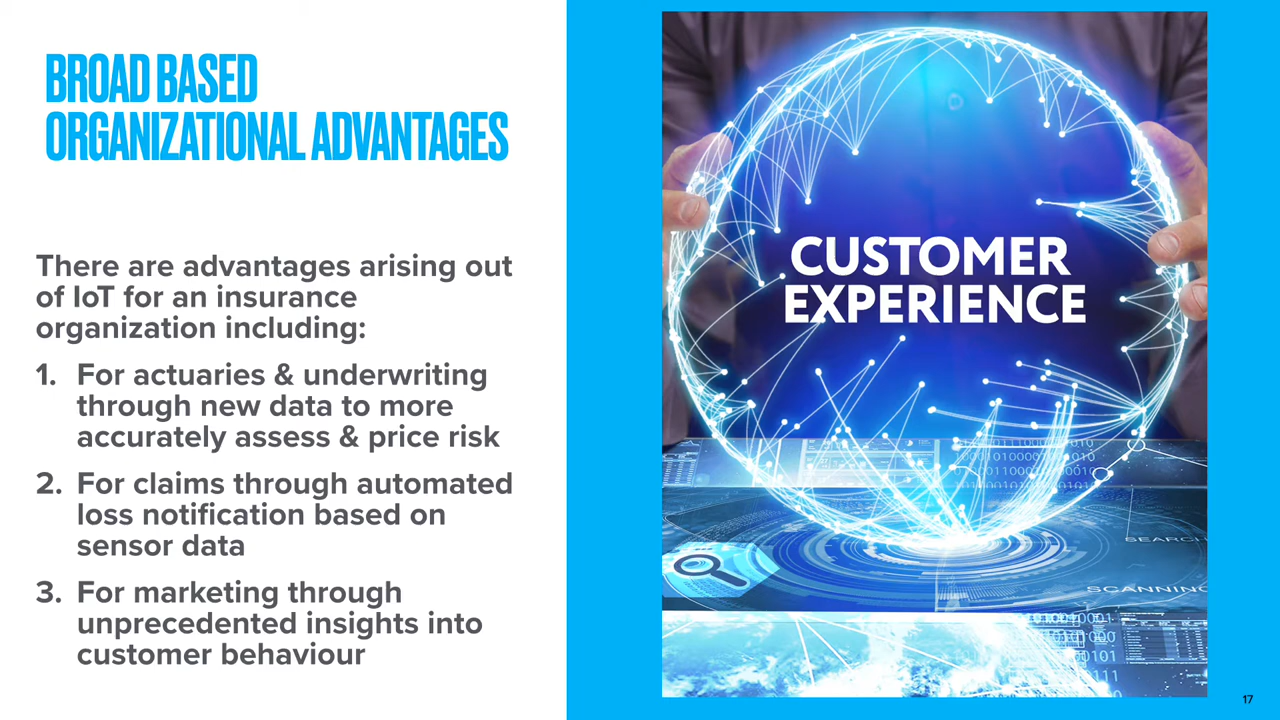 BROAD BASED
ORGANIZATIONAL ADVANTAGES
There are advantages arising out
of IoT for an insurance
organization including:
1. For actuaries & underwriting
through new data to more
accurately assess & price risk
2. For claims through automated
loss notification based on
sensor data
3. For marketing through
unprecedented insights into
customer behaviour
CUSTOMER
EXPERIENCE
SEARCH
SCANNING
17